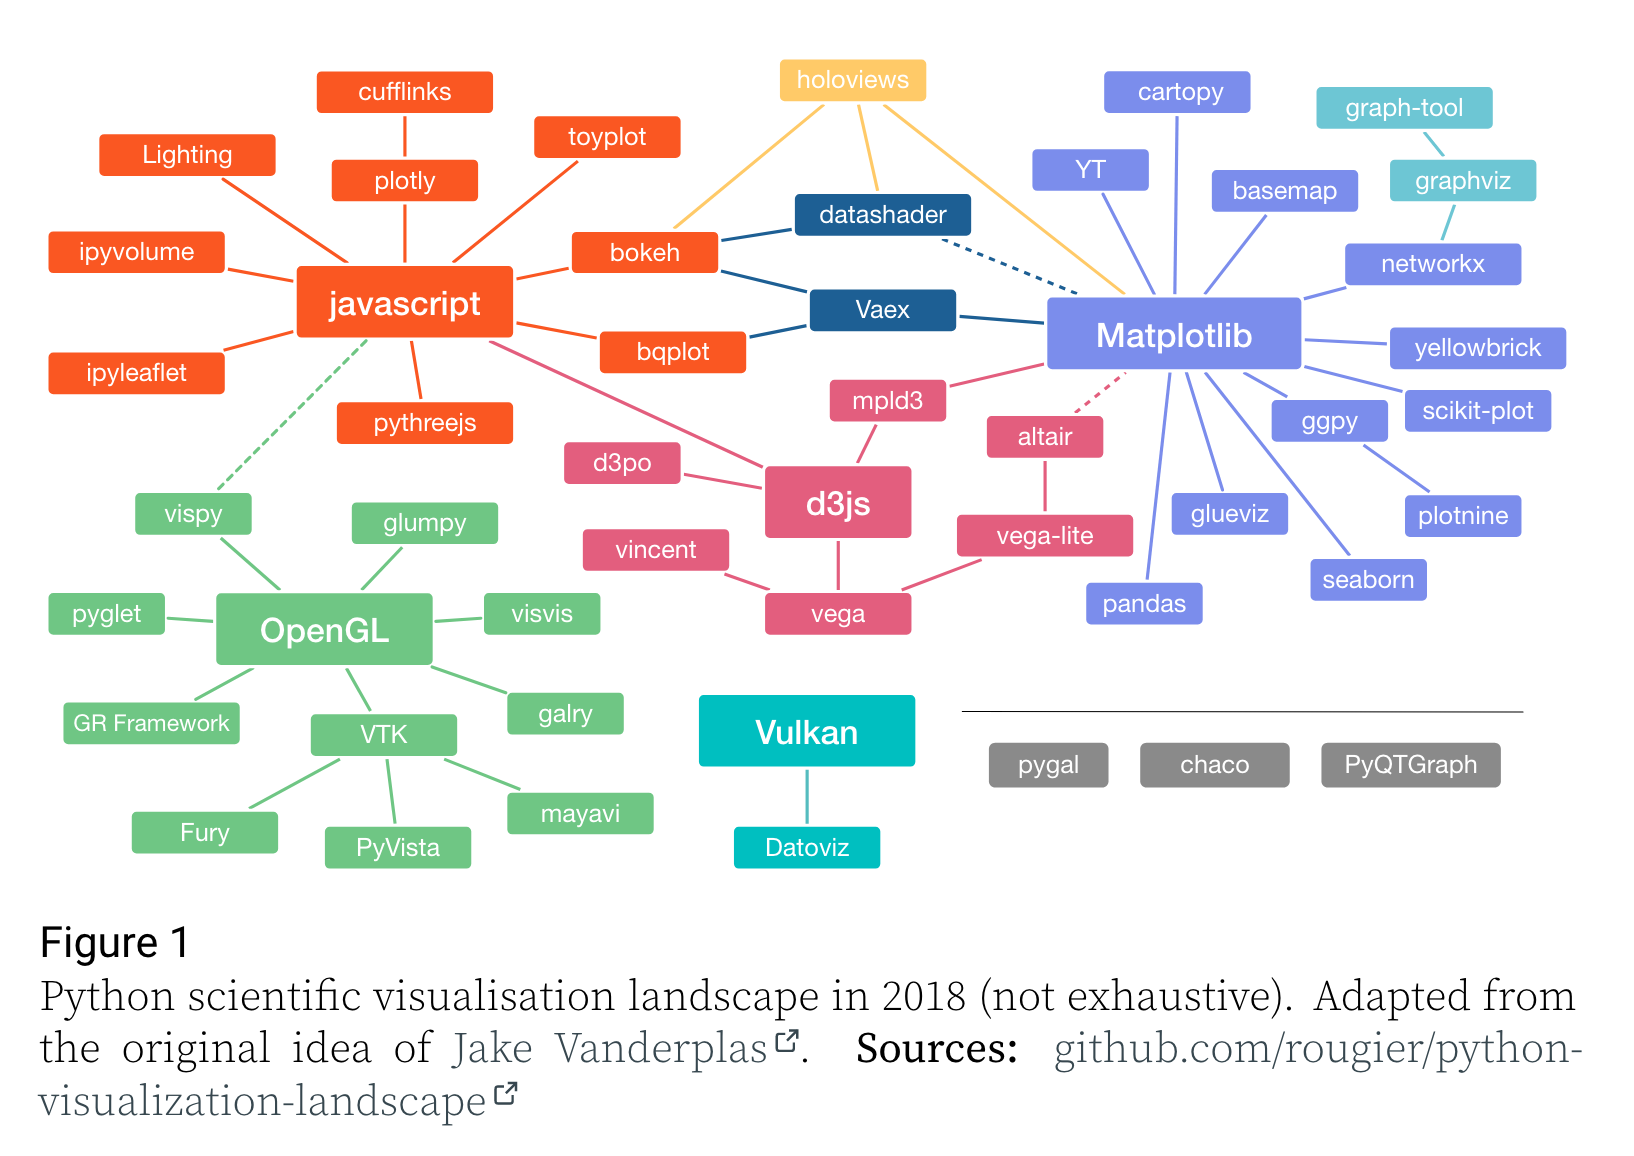 cufflinks
holoviews
cartopy
graph-tool
Lighting
plotly
toyplot
YT
basemap
graphviz
datashader
ipyvolume
bokeh
networkx
javascript
Vaex
Matplotlib
yellowbrick
ipyleaflet
bqplot
mpld3
scikit-plot
pythreejs
altair
ggpy
d3po
d3js
vispy
glumpy
vincent
vega-lite
glueviz
plotnine
pyglet
OpenGL
visvis
vega
pandas
seaborn
GR Framework
VTK
galry
Vulkan
pygal
chaco
PyQTGraph
Fury
PyVista
mayavi
Datoviz
Figure 1
Python scientific visualisation landscape in 2018 (not exhaustive). Adapted from
the original idea of Jake Vanderplas. Sources: github.com/rougier/python-
visualization-landscape